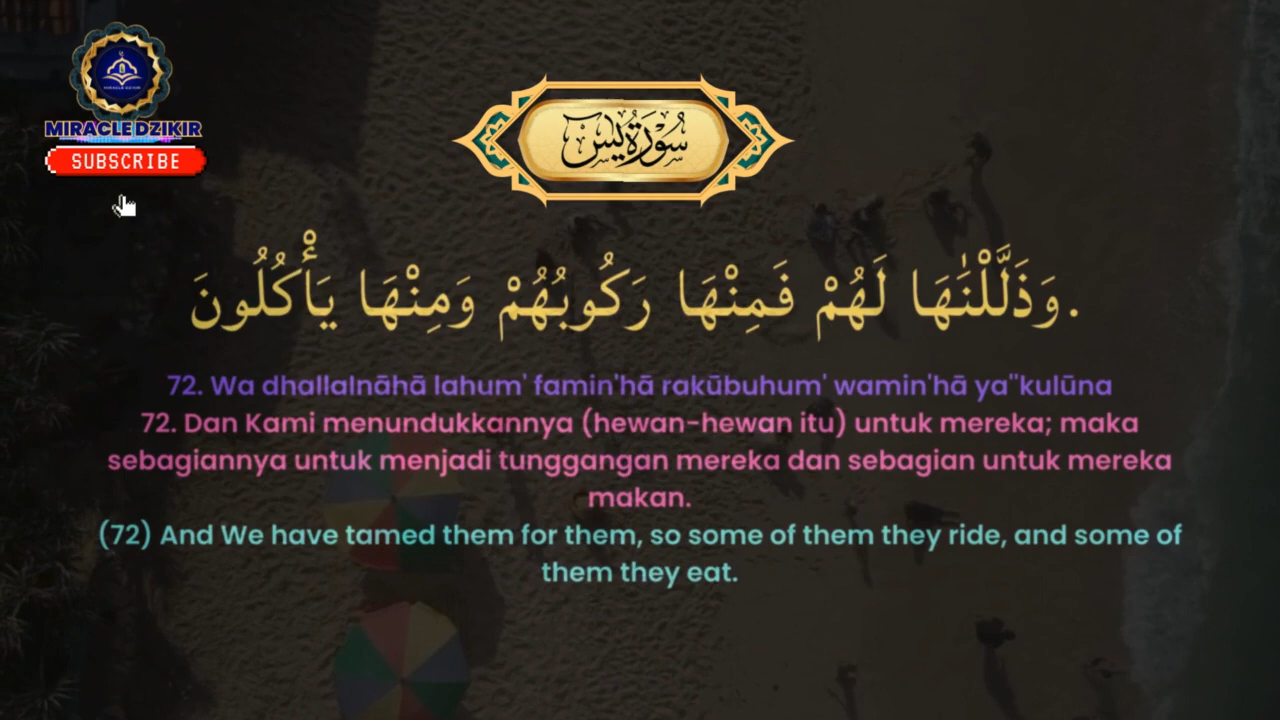 MIRACLE DZIKIR
SUBSCRIBE
سُوْرَةُ يٰسٓ
وَذَلَّلْنٰهَا لَهُمْ فَمِنْهَا رَكُوبُهُمْ وَمِنْهَا يَأْكُلُونَ.
72. Wa dhallalnāhā lahum' famin'hā rakūbuhum' wamin'hā ya"kulūna
72. Dan Kami menundukkannya (hewan-hewan itu) untuk mereka; maka
sebagiannya untuk menjadi tunggangan mereka dan sebagian untuk mereka
makan.
(72) And We have tamed them for them, so some of them they ride, and some of
them they eat.